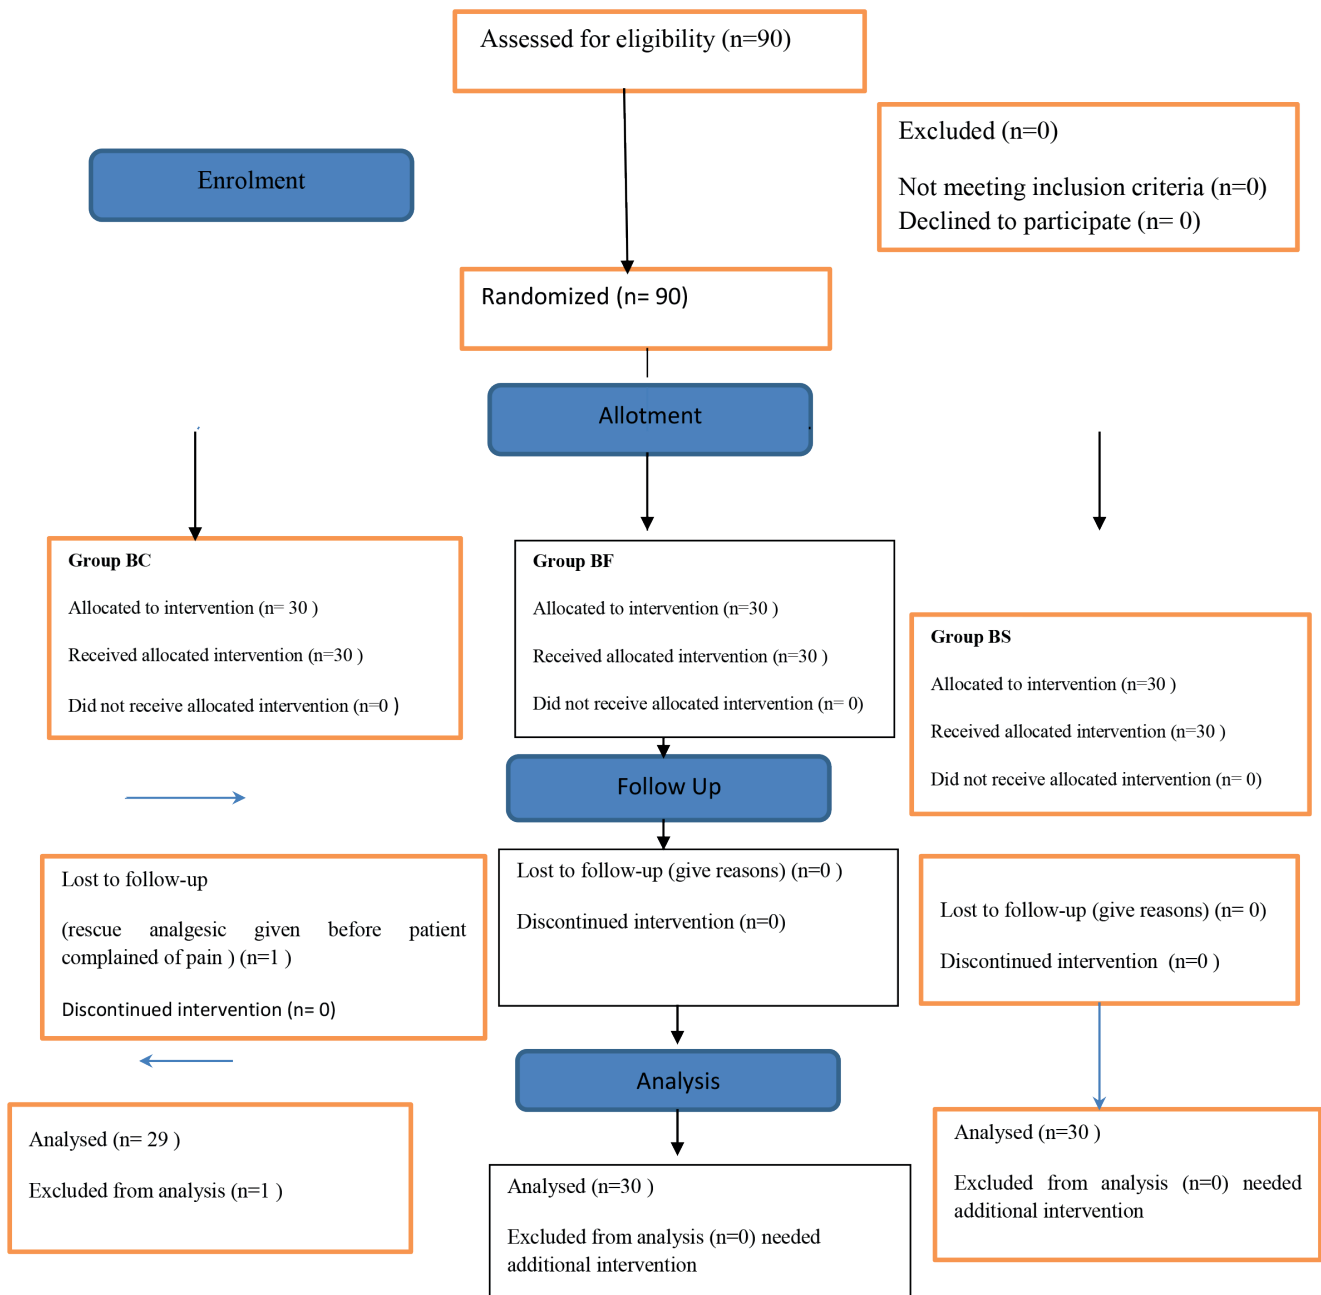 Assessed for eligibility (n=90)
Excluded (n=0)
Not meeting inclusion criteria (n=0)
Declined to participate (n= 0)
Enrolment
Randomized (n= 90)
Allotment
Group BC
Allocated to intervention (n= 30 )
Received allocated intervention (n=30 )
Did not receive allocated intervention (n=0 )
Group BF
Allocated to intervention (n=30 )
Received allocated intervention (n=30 )
Did not receive allocated intervention (n= 0)
Group BS
Allocated to intervention (n=30 )
Received allocated intervention (n=30 )
Did not receive allocated intervention (n= 0)
Follow Up
Lost to follow-up
(rescue analgesic given before patient
complained of pain ) (n=1 )
Discontinued intervention (n= 0)
Lost to follow-up (give reasons) (n=0 )
Discontinued intervention (n=0)
Lost to follow-up (give reasons) (n= 0)
Discontinued intervention (n=0 )
Analysis
Analysed (n= 29 )
Excluded from analysis (n=1 )
Analysed (n=30 )
Excluded from analysis (n=0) needed
additional intervention
Analysed (n=30 )
Excluded from analysis (n=0) needed
additional intervention